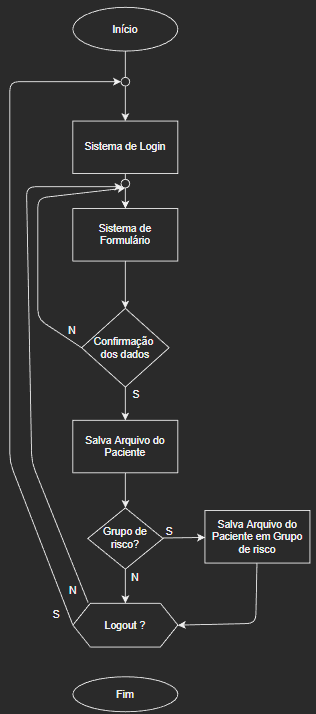 Início
Sistema de Login
Sistema de
Formulário
Confirmação
dos dados
N
S
Salva Arquivo do
Paciente
Grupo de
risco?
S
Salva Arquivo do
Paciente em Grupo
de risco
N
N
S
Logout ?
Fim